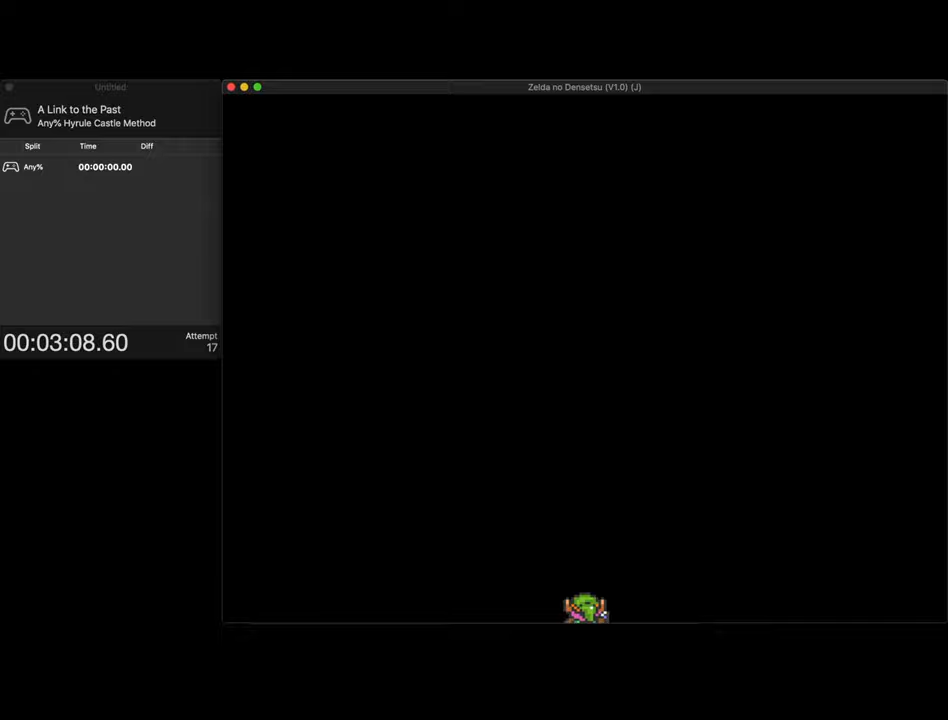 Untitled
Zelda no Densetsu (V1.0) (J)
A Link to the Past
Any% Hyrule Castle Method
Split Time Diff
Any% 00:00:00.00
00:03:08.60
Attempt
17